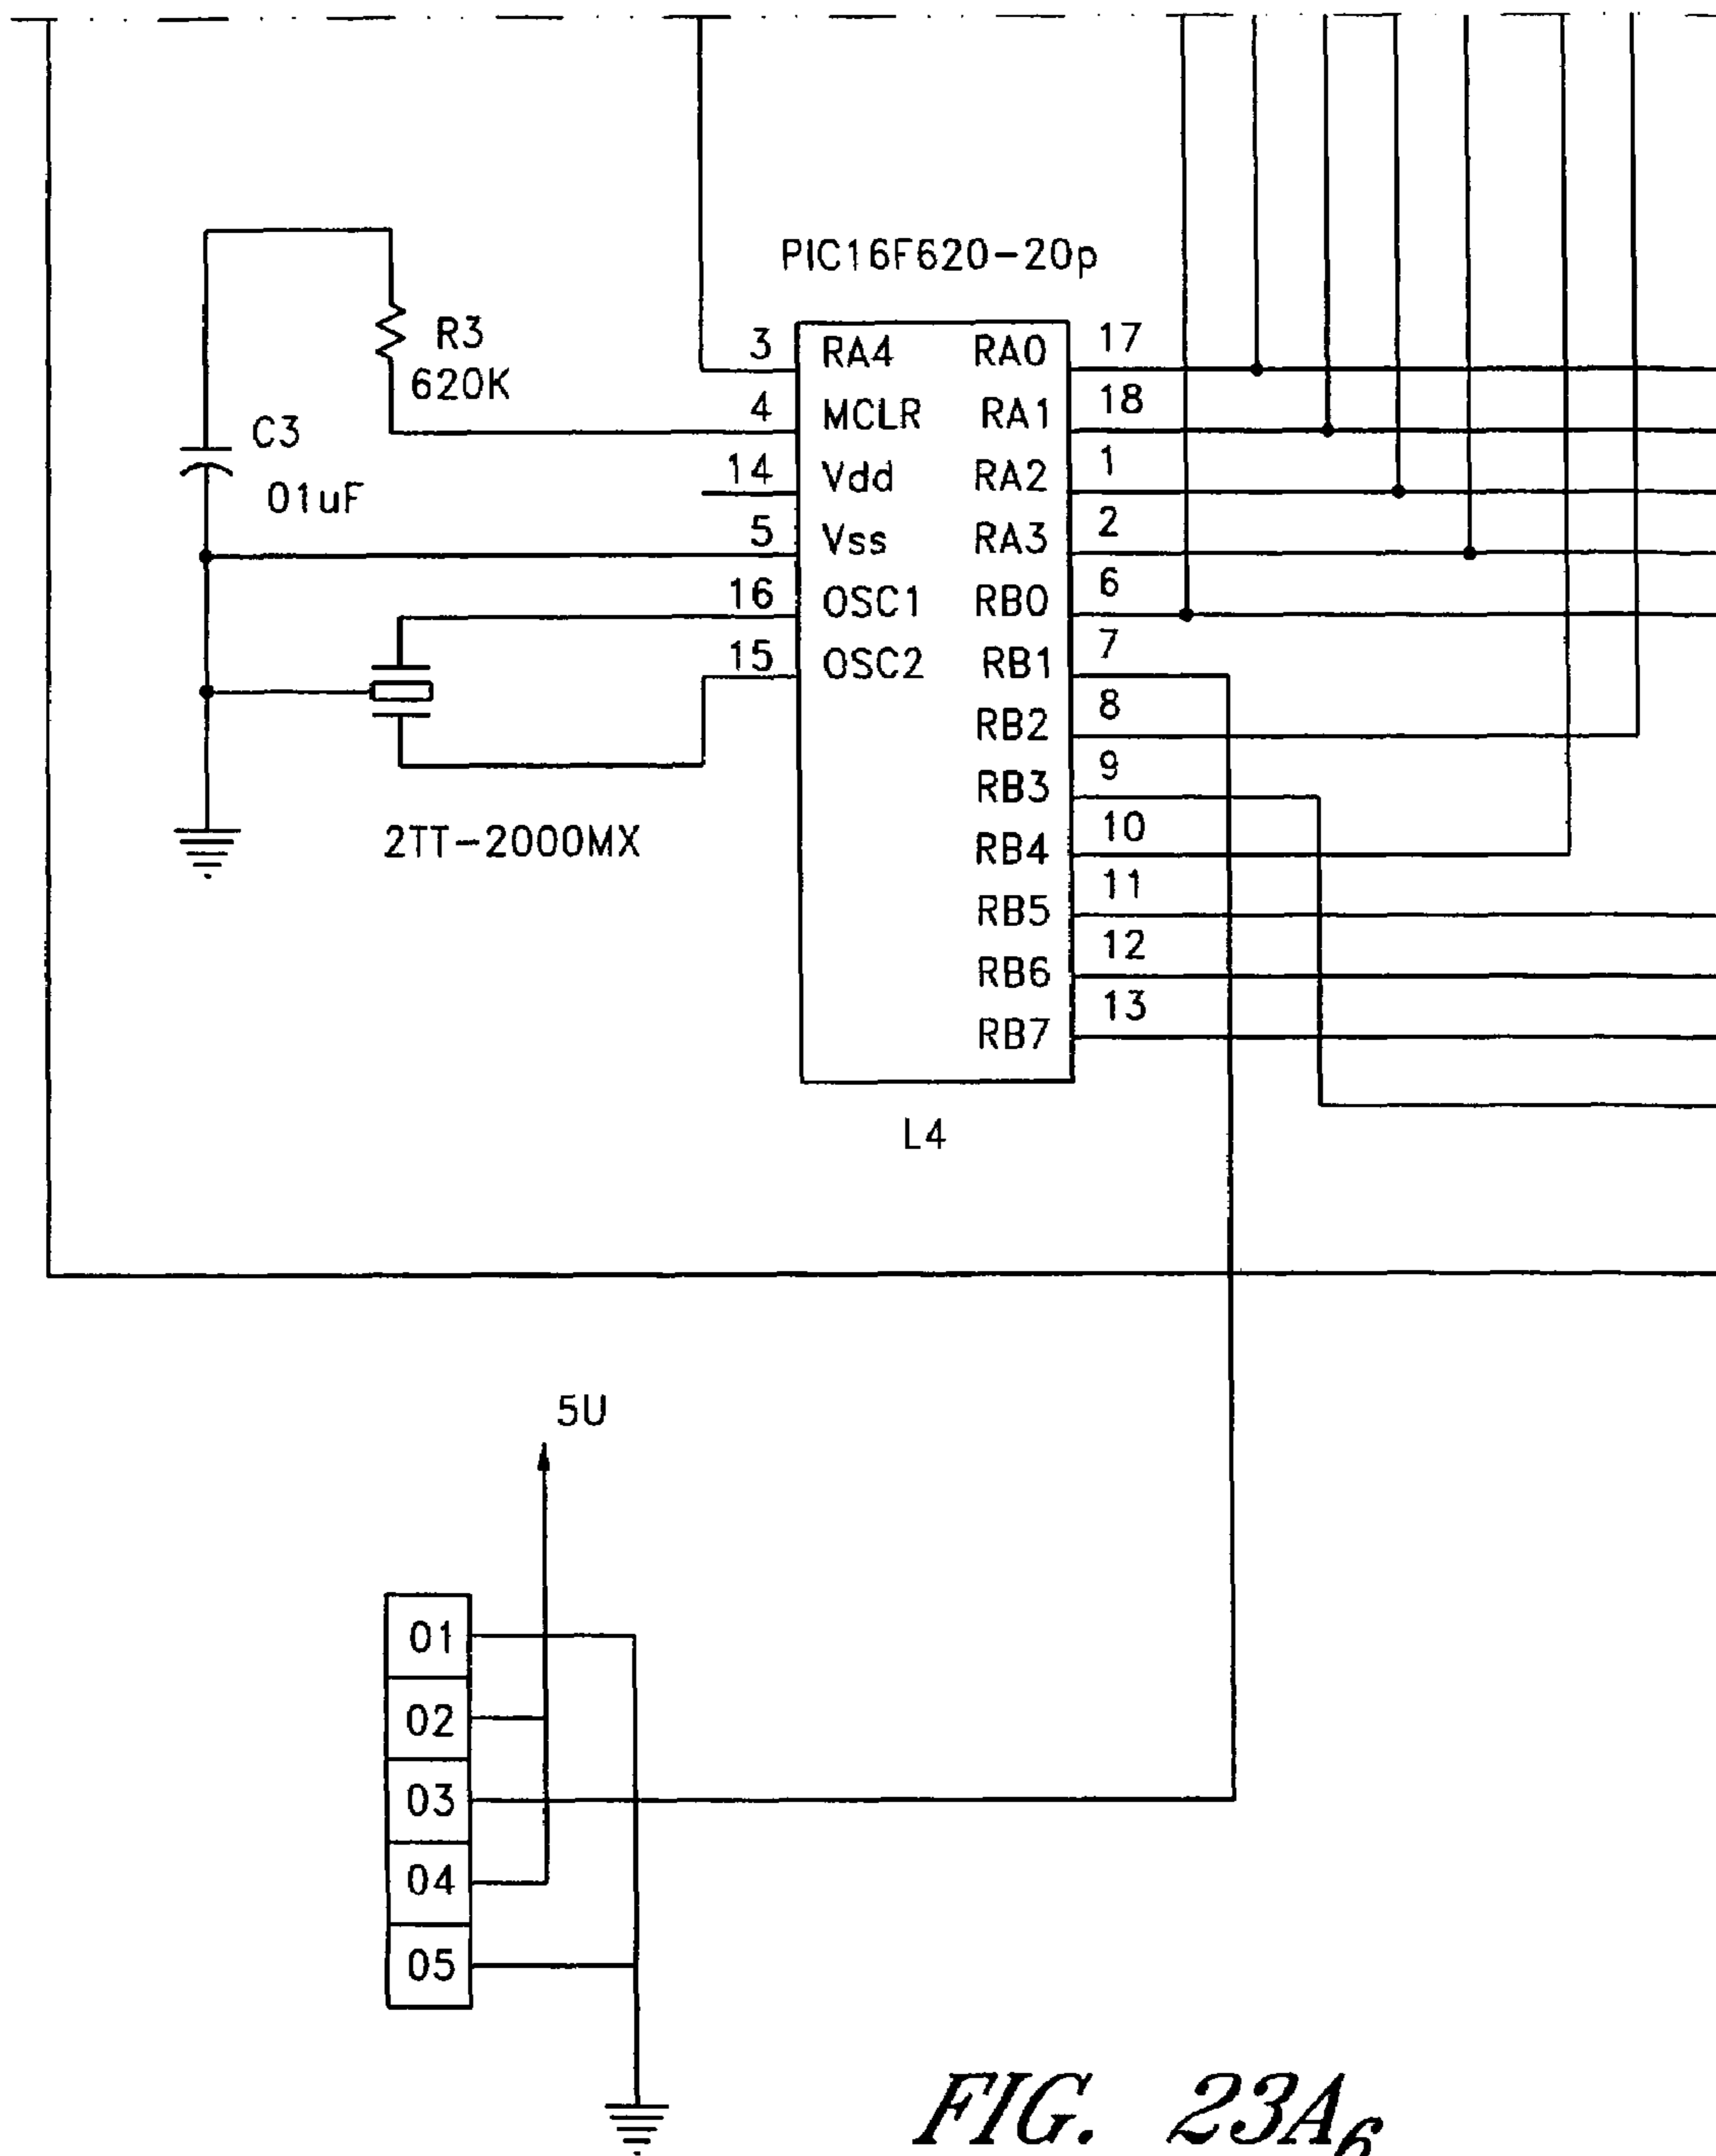 PIC16F620-20p
R3
620K
C3
01uF
3 RA4 RA0 17
4 MCLR RA1 18
14 Vdd RA2 1
5 Vss RA3 2
16 OSC1 RB0 6
15 OSC2 RB1 7
RB2 8
RB3 9
RB4 10
RB5 11
RB6 12
RB7 13
2TT-2000MX
L4
5U
01
02
03
04
05
FIG. 23A6